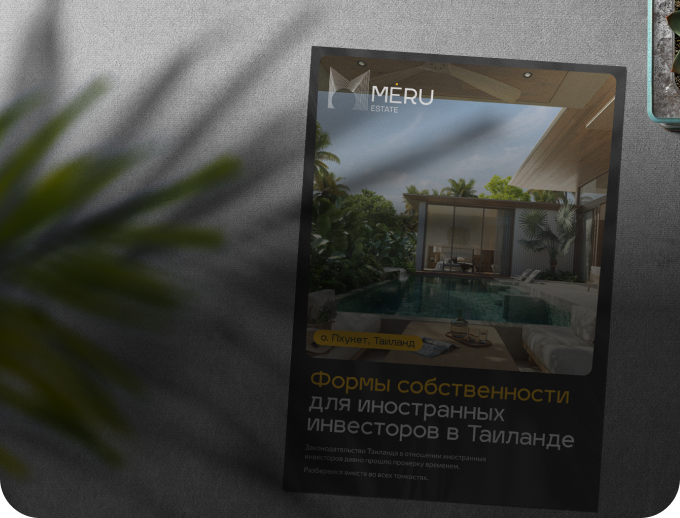 MERU
ESTATE
о. Пхукет, Таиланд
Формы собственности
для иностранных
инвесторов в Таиланде
Законодательство Таиланда в отношении иностранных
инвесторов давно прошло проверку временем.
Разберемся вместе во всех тонкостях.